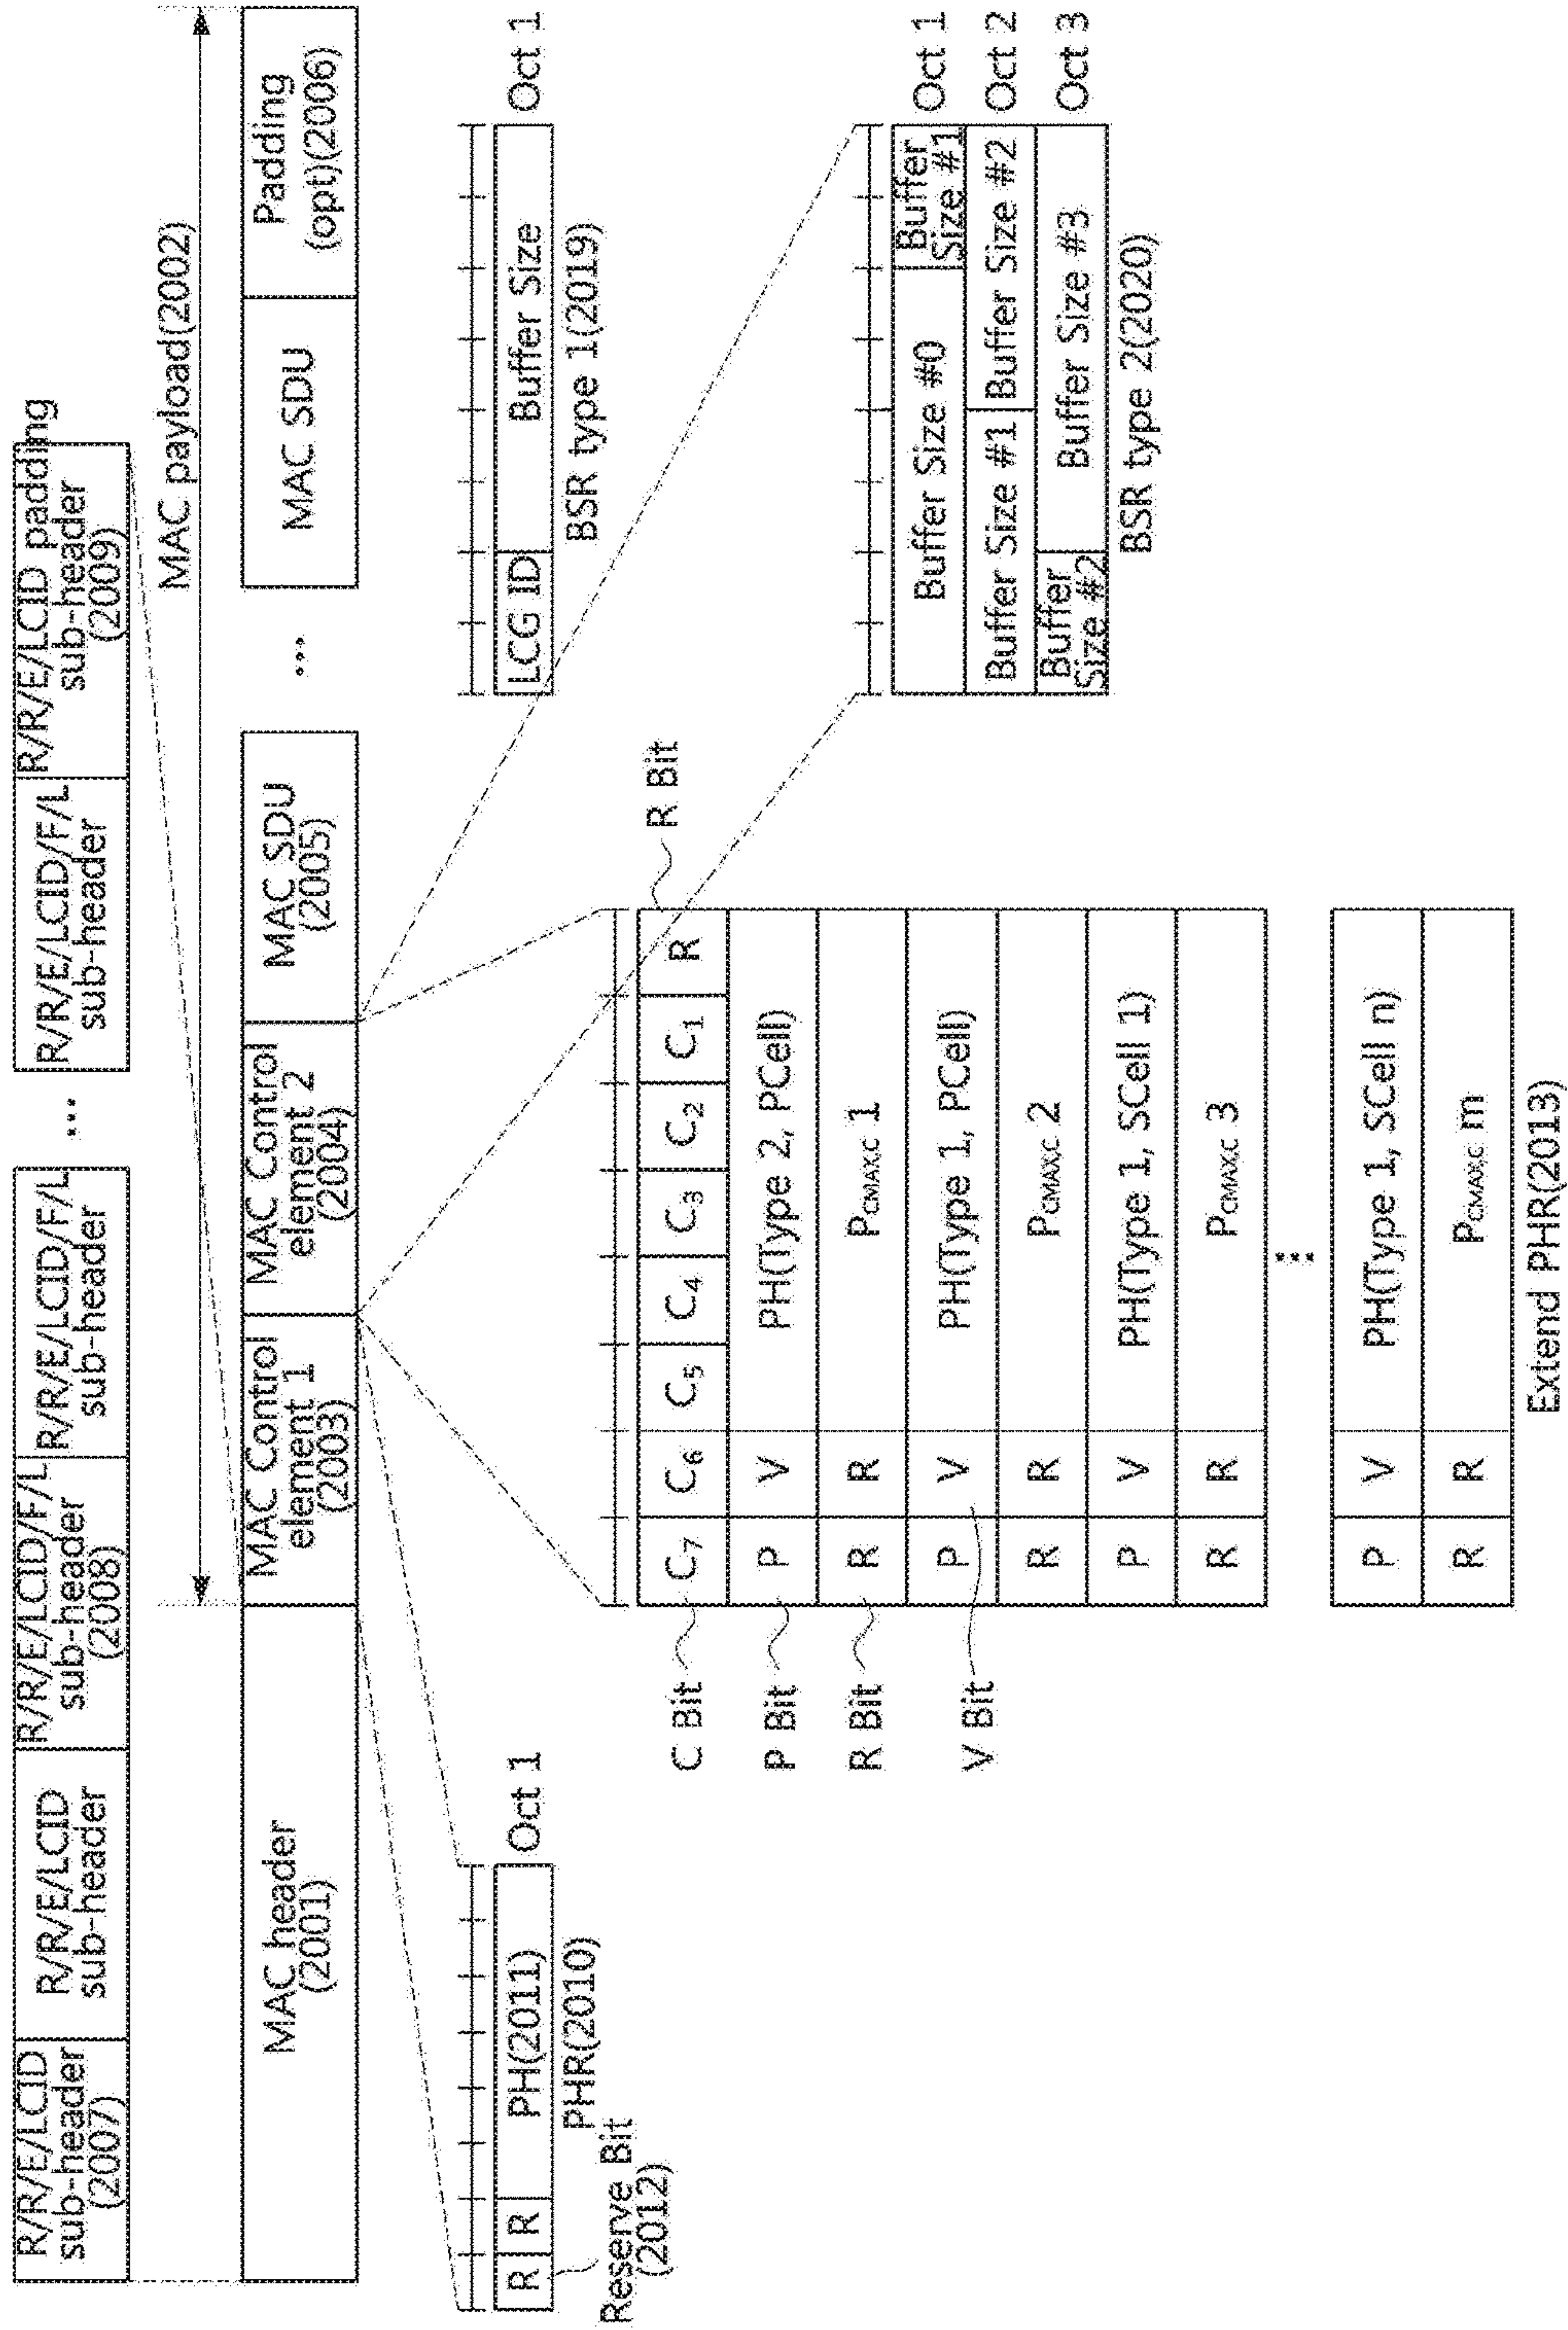 R/R/E/LCID
sub-header
(2007)
R/R/E/LCID
sub-header
R/R/E/LCID/F/L
sub-header
(2008)
R/R/E/LCID/F/L
sub-header
...
R/R/E/LCID/F/L
sub-header
R/R/E/LCID padding
sub-header
(2009)
MAC payload(2002)
MAC header
(2001)
MAC Control
element 1
(2003)
MAC Control
element 2
(2004)
MAC SDU
(2005)
...
MAC SDU
Padding
(opt)(2006)
R R PH(2011) Oct 1
PHR(2010)
Reserve Bit
(2012)
LCG ID Buffer Size Oct 1
BSR type 1(2019)
R Bit
C Bit C₇ C₆ C₅ C₄ C₃ C₂ C₁ R
P Bit P V PH(Type 2, PCell)
R Bit R R PCMAX,C 1
V Bit P V PH(Type 1, PCell)
R R PCMAX,C 2
P V PH(Type 1, SCell 1)
R R PCMAX,C 3
...
P V PH(Type 1, SCell n)
R R PCMAX,C m
Extend PHR(2013)
Buffer Size #0 Buffer Size #1 Oct 1
Buffer Size #1 Buffer Size #2 Oct 2
Buffer Size #2 Buffer Size #3 Oct 3
BSR type 2(2020)